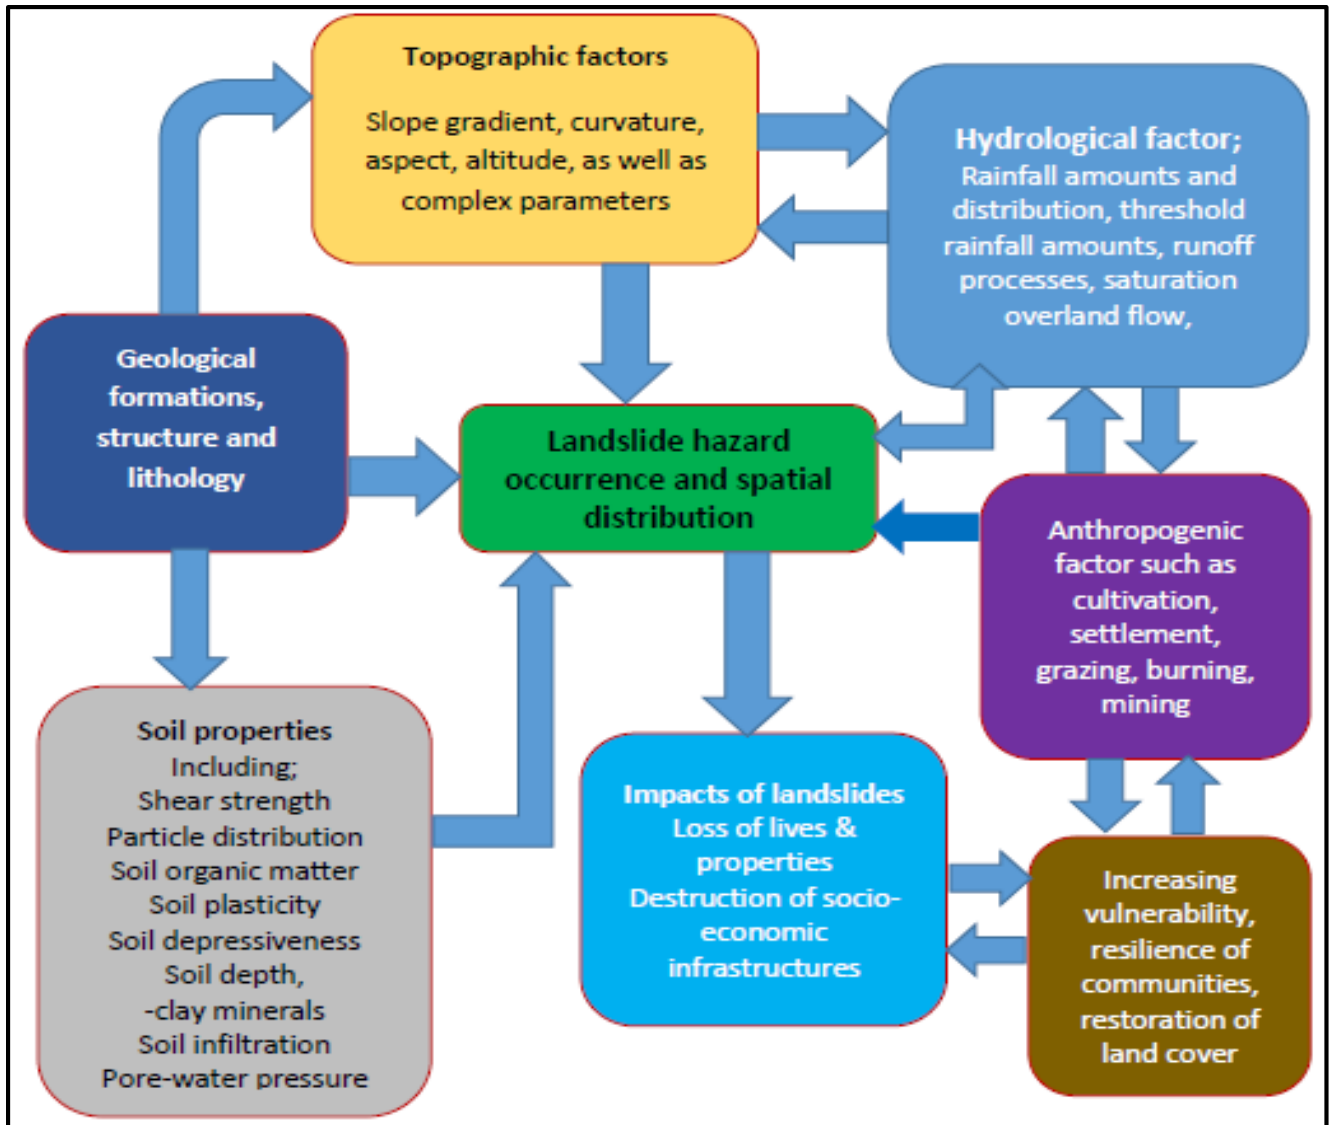 Topographic factors
Slope gradient, curvature,
aspect, altitude, as well as
complex parameters
Hydrological factor;
Rainfall amounts and
distribution, threshold
rainfall amounts, runoff
processes, saturation
overland flow,
Geological
formations,
structure and
lithology
Landslide hazard
occurrence and spatial
distribution
Anthropogenic
factor such as
cultivation,
settlement,
grazing, burning,
mining
Soil properties
Including;
Shear strength
Particle distribution
Soil organic matter
Soil plasticity
Soil depressiveness
Soil depth,
-clay minerals
Soil infiltration
Pore-water pressure
Impacts of landslides
Loss of lives &
properties
Destruction of socio-
economic
infrastructures
Increasing
vulnerability,
resilience of
communities,
restoration of
land cover